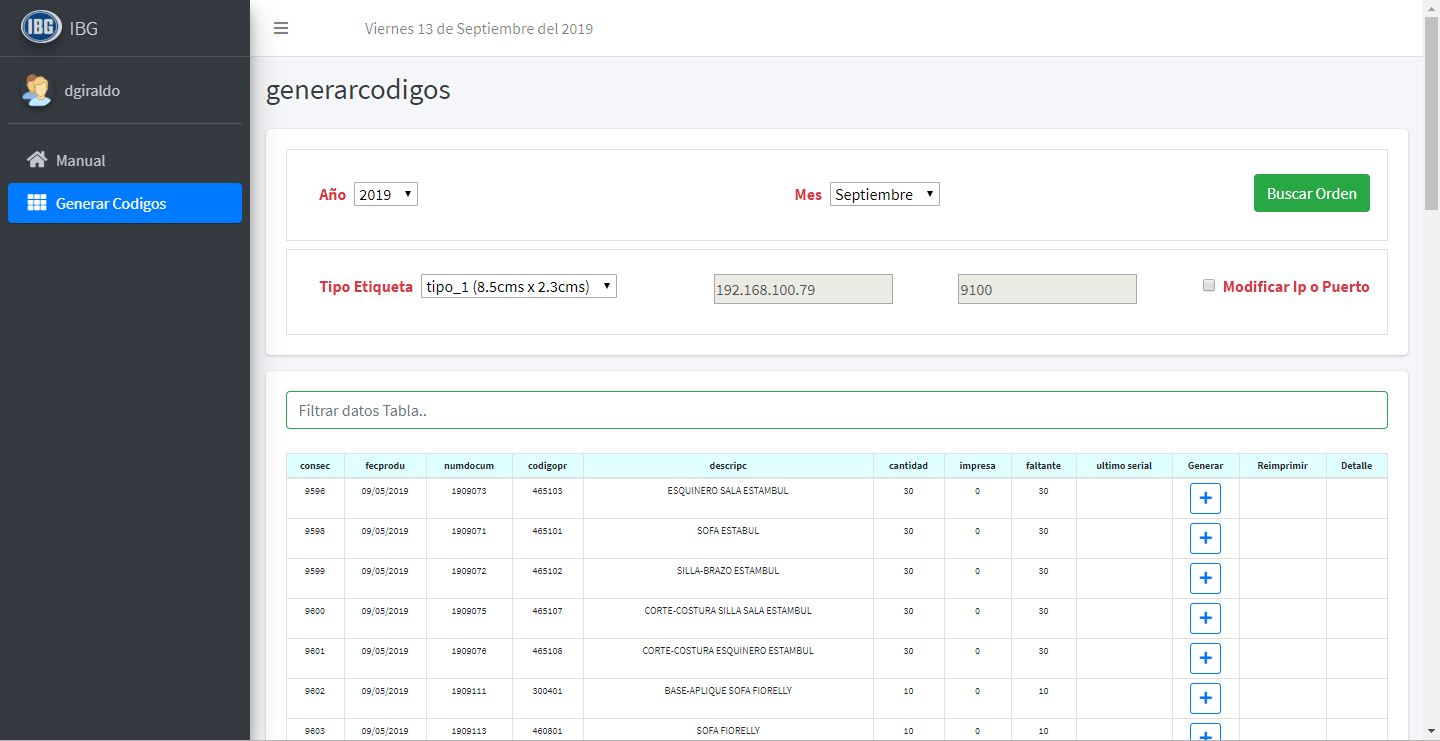 IBG IBG
Viernes 13 de Septiembre del 2019
dgiraldo
Manual
Generar Codigos
generarcodigos
Año 2019 Mes Septiembre Buscar Orden
Tipo Etiqueta tipo_1 (8.5cms x 2.3cms) 192.168.100.79 9100 Modificar Ip o Puerto
Filtrar datos Tabla..
consec fecprodu numdocum codigopr descripc cantidad impresa faltante ultimo serial Generar Reimprimir Detalle
9596 09/05/2019 1909073 465103 ESQUINERO SALA ESTAMBUL 30 0 30 +
9598 09/05/2019 1909071 465101 SOFA ESTABUL 30 0 30 +
9599 09/05/2019 1909072 465102 SILLA-BRAZO ESTAMBUL 30 0 30 +
9600 09/05/2019 1909075 465107 CORTE-COSTURA SILLA SALA ESTAMBUL 30 0 30 +
9601 09/05/2019 1909076 465108 CORTE-COSTURA ESQUINERO ESTAMBUL 30 0 30 +
9602 09/05/2019 1909111 300401 BASE-APLIQUE SOFA FIORELLY 10 0 10 +
9603 09/05/2019 1909113 460801 SOFA FIORELLY 10 0 10 +